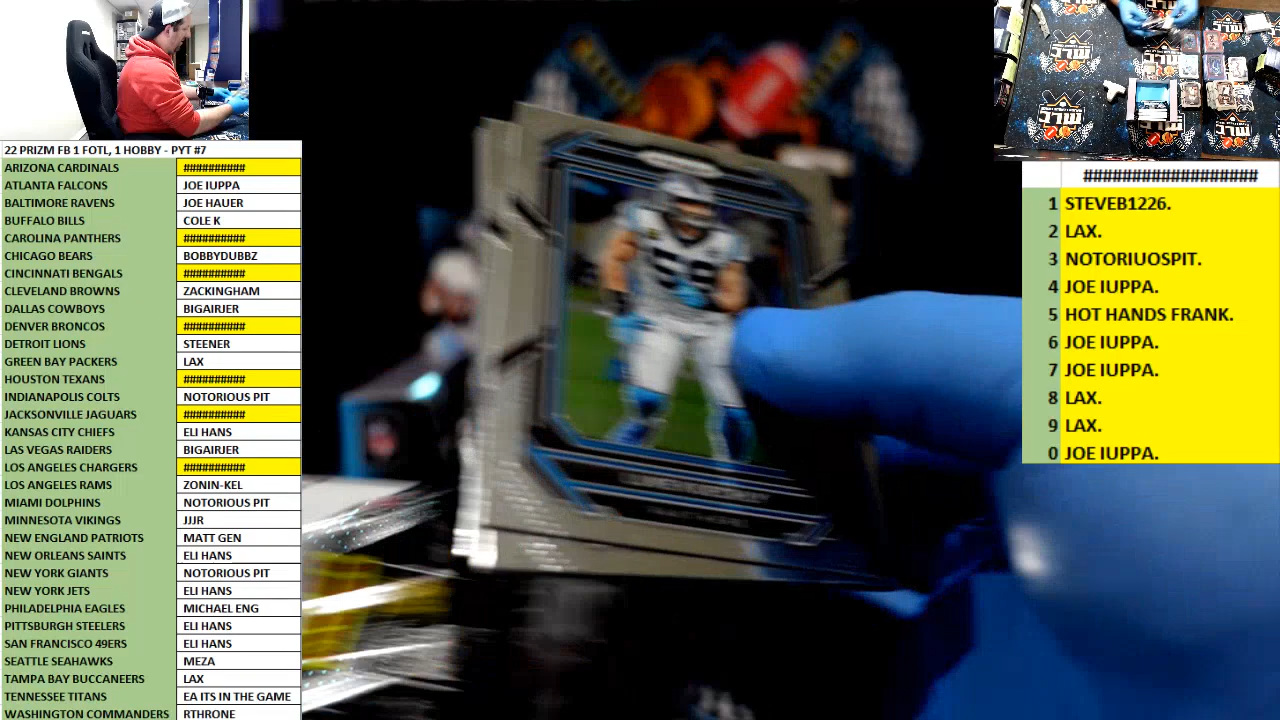 22 PRIZM FB 1 FOTL, 1 HOBBY - PYT #7
ARIZONA CARDINALS ##########
ATLANTA FALCONS JOE IUPPA
BALTIMORE RAVENS JOE HAUER
BUFFALO BILLS COLE K
CAROLINA PANTHERS ##########
CHICAGO BEARS BOBBYDUBBZ
CINCINNATI BENGALS ##########
CLEVELAND BROWNS ZACKINGHAM
DALLAS COWBOYS BIGAIRJER
DENVER BRONCOS ##########
DETROIT LIONS STEENER
GREEN BAY PACKERS LAX
HOUSTON TEXANS ##########
INDIANAPOLIS COLTS NOTORIOUS PIT
JACKSONVILLE JAGUARS ##########
KANSAS CITY CHIEFS ELI HANS
LAS VEGAS RAIDERS BIGAIRJER
LOS ANGELES CHARGERS ##########
LOS ANGELES RAMS ZONIN-KEL
MIAMI DOLPHINS NOTORIOUS PIT
MINNESOTA VIKINGS JJJR
NEW ENGLAND PATRIOTS MATT GEN
NEW ORLEANS SAINTS ELI HANS
NEW YORK GIANTS NOTORIOUS PIT
NEW YORK JETS ELI HANS
PHILADELPHIA EAGLES MICHAEL ENG
PITTSBURGH STEELERS ELI HANS
SAN FRANCISCO 49ERS ELI HANS
SEATTLE SEAHAWKS MEZA
TAMPA BAY BUCCANEERS LAX
TENNESSEE TITANS EA ITS IN THE GAME
WASHINGTON COMMANDERS RTHRONE
##################
1 STEVEB1226.
2 LAX.
3 NOTORIUOSPIT.
4 JOE IUPPA.
5 HOT HANDS FRANK.
6 JOE IUPPA.
7 JOE IUPPA.
8 LAX.
9 LAX.
0 JOE IUPPA.